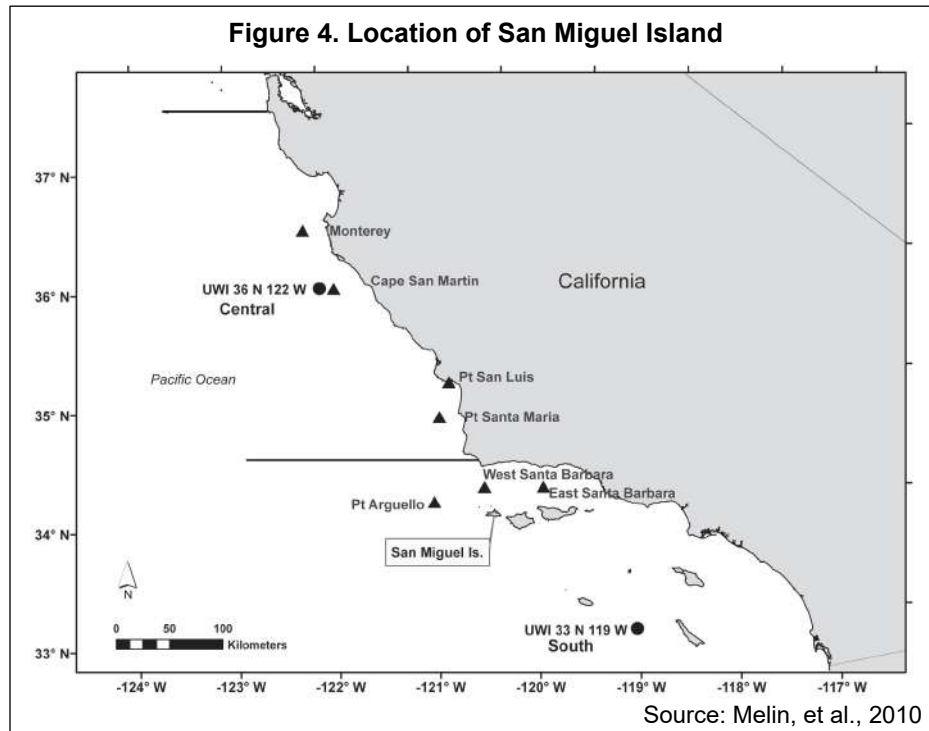 Figure 4. Location of San Miguel Island
37° N
Monterey
Cape San Martin
California
UWI 36 N 122 W
Central
36° N
Pacific Ocean
Pt San Luis
35° N
Pt Santa Maria
West Santa Barbara
East Santa Barbara
Pt Arguello
34° N
San Miguel Is.
N
0 50 100
Kilometers
UWI 33 N 119 W
South
33° N
-124° W -123° W -122° W -121° W -120° W -119° W -118° W -117° W
Source: Melin, et al., 2010